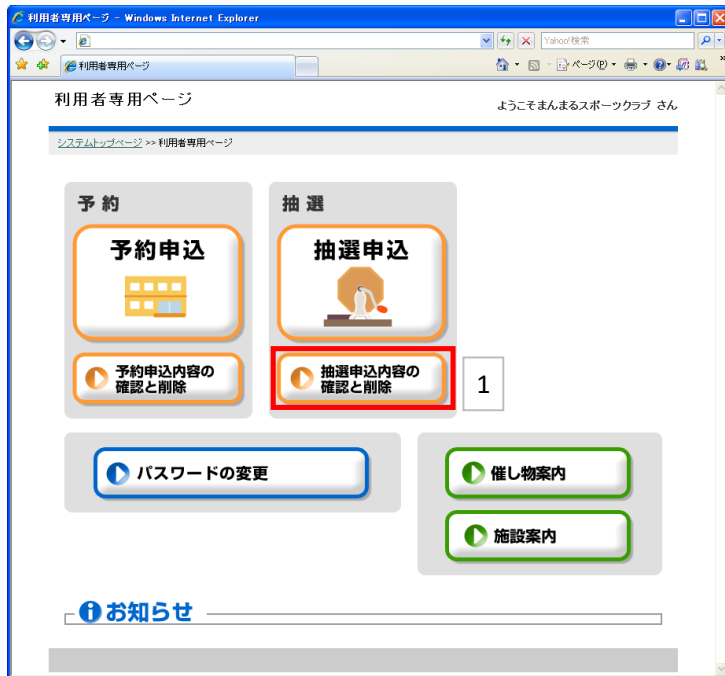 利用者専用ページ - Windows Internet Explorer
Yahoo!検索
利用者専用ページ
ページ(P)
利用者専用ページ
ようこそまんまるスポーツクラブ さん
システムトップページ >> 利用者専用ページ
予 約
抽 選
予約申込
抽選申込
予約申込内容の
確認と削除
抽選申込内容の
確認と削除
1
パスワードの変更
催し物案内
施設案内
お知らせ